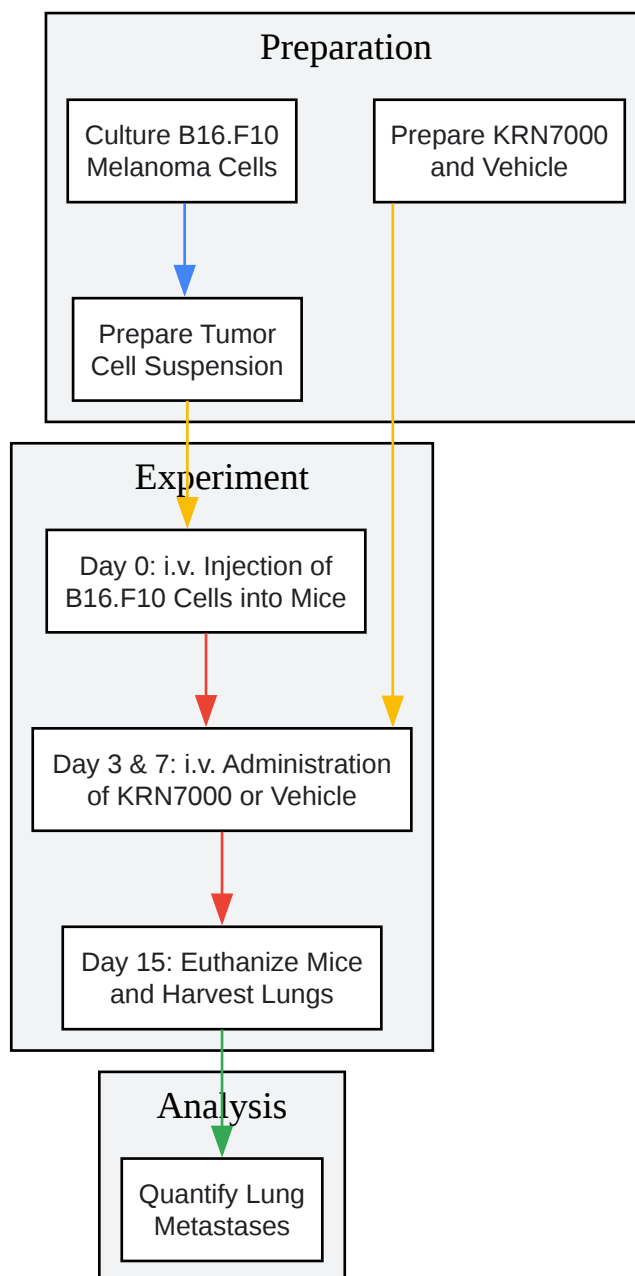 Preparation
Culture B16.F10
Melanoma Cells
Prepare KRN7000
and Vehicle
Prepare Tumor
Cell Suspension
Experiment
Day 0: i.v. Injection of
B16.F10 Cells into Mice
Day 3 & 7: i.v. Administration
of KRN7000 or Vehicle
Day 15: Euthanize Mice
and Harvest Lungs
Analysis
Quantify Lung
Metastases